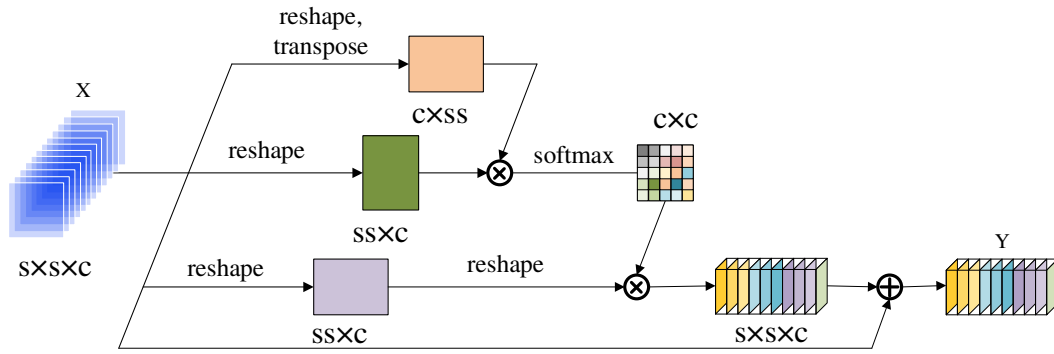 reshape,
transpose
X
c×ss
c×c
reshape
softmax
ss×c
s×s×c
reshape
reshape
Y
ss×c
s×s×c